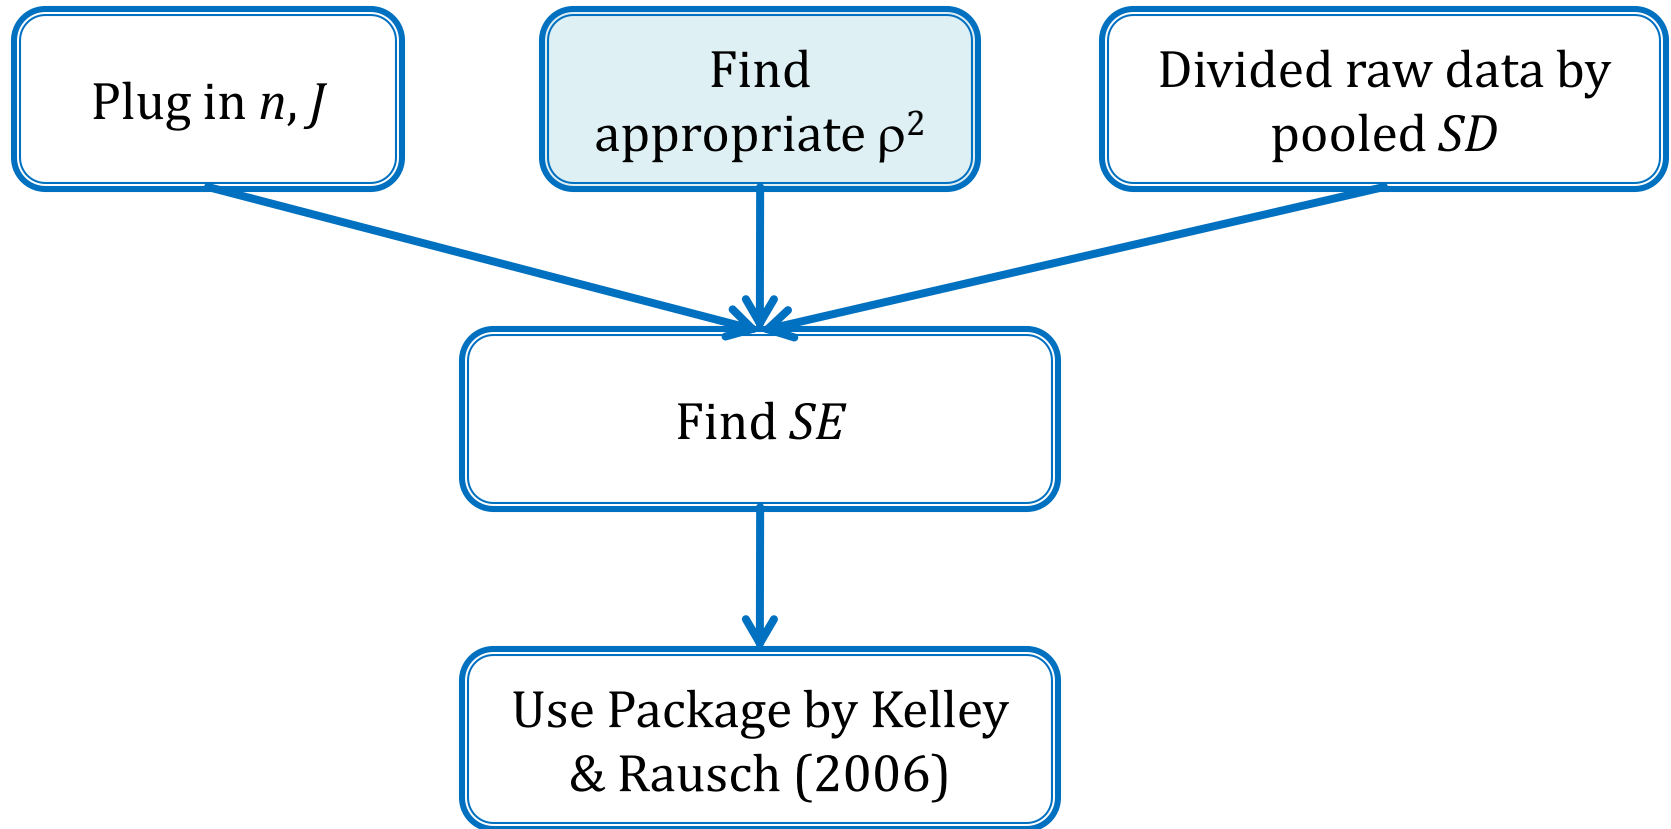 Plug in n, J
Find
appropriate ρ²
Divided raw data by
pooled SD
Find SE
Use Package by Kelley
& Rausch (2006)